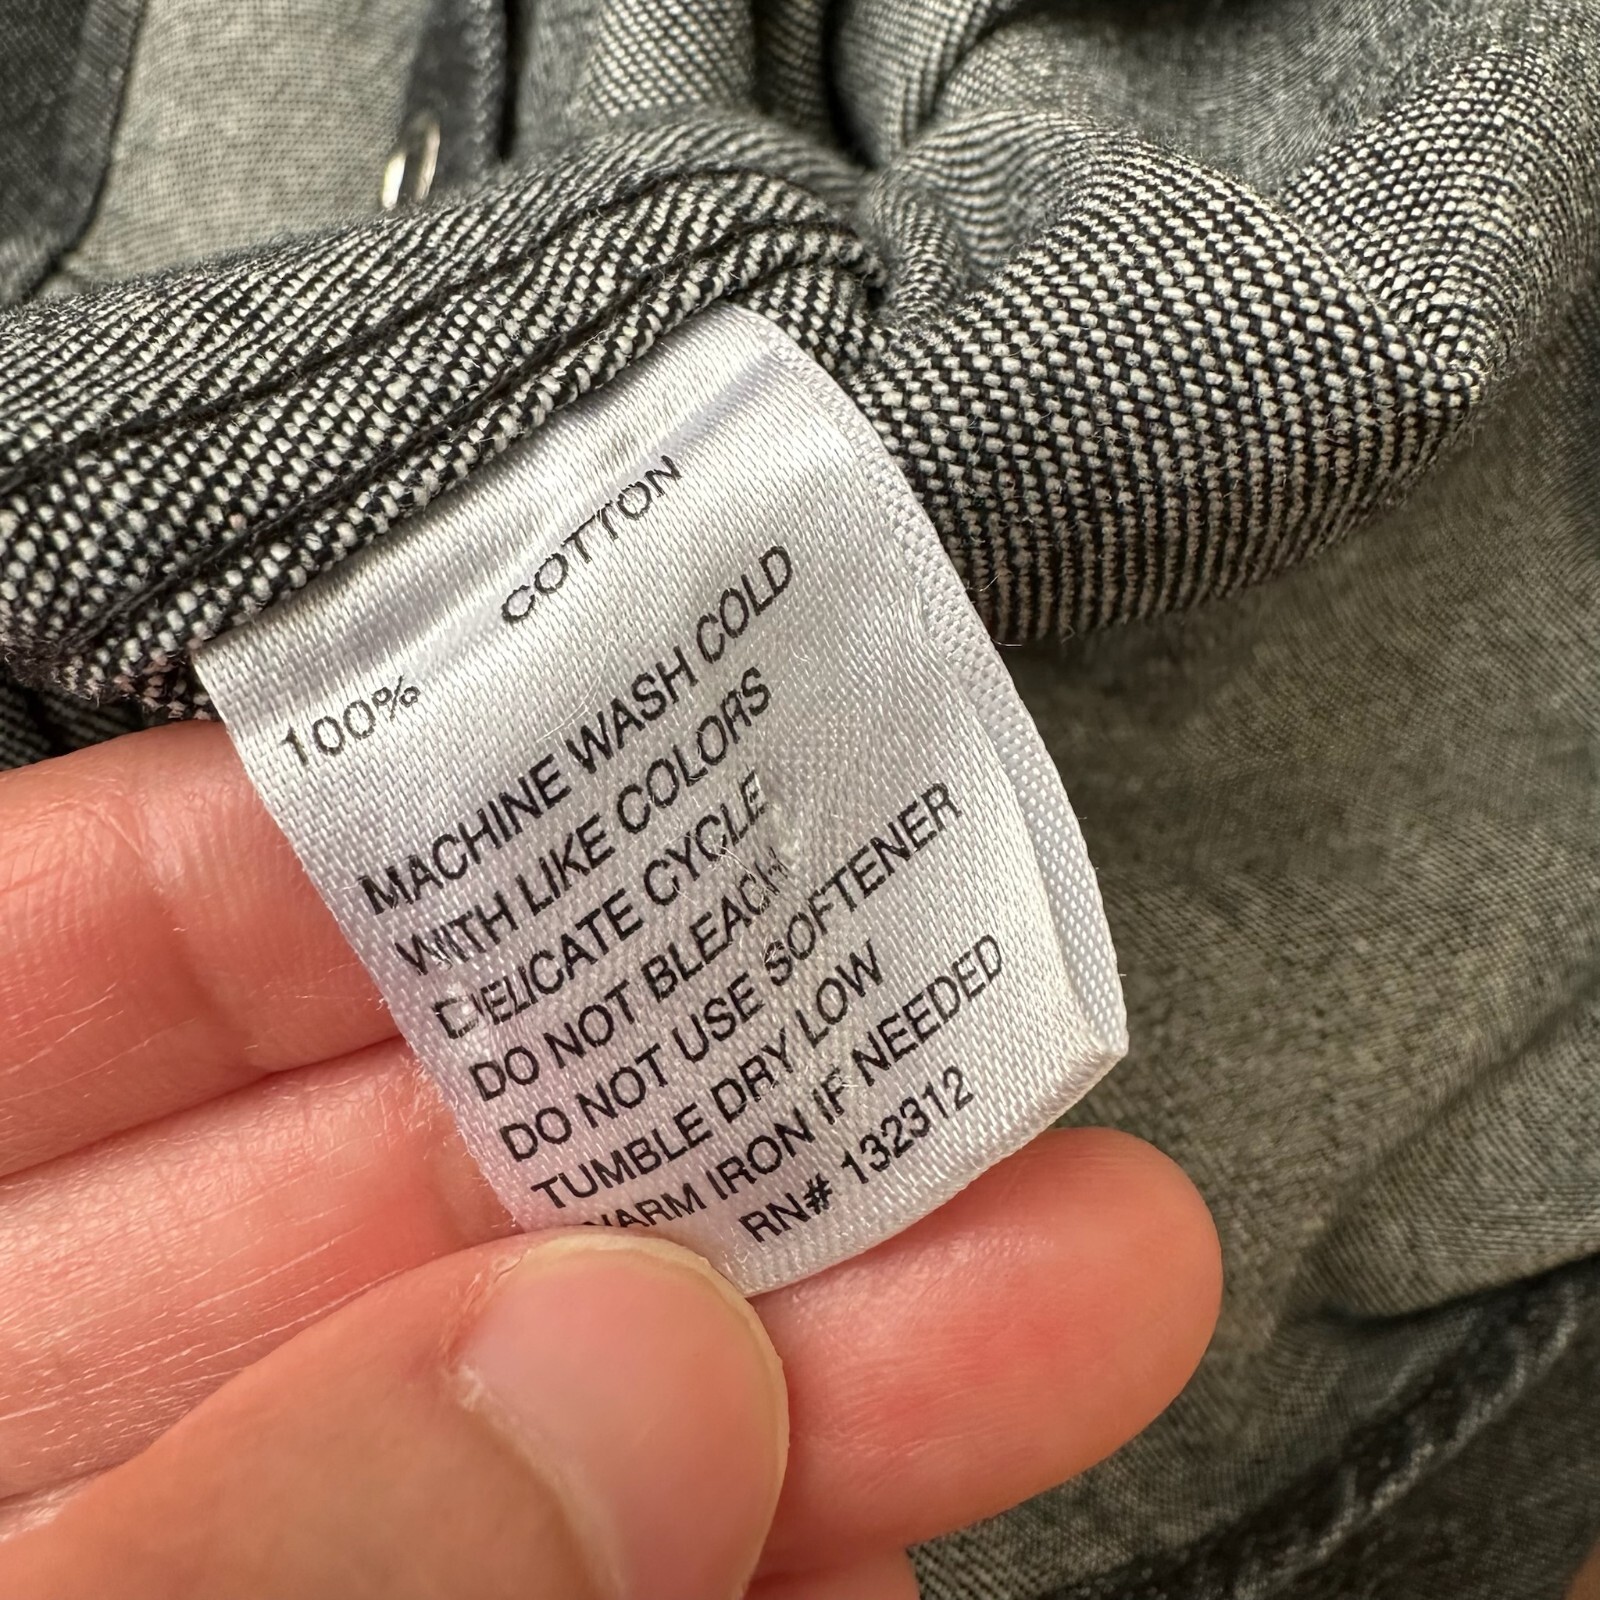 100% COTTON
MACHINE WASH COLD
WITH LIKE COLORS
DELICATE CYCLE
DO NOT BLEACH
DO NOT USE SOFTENER
TUMBLE DRY LOW
WARM IRON IF NEEDED
RN# 132312